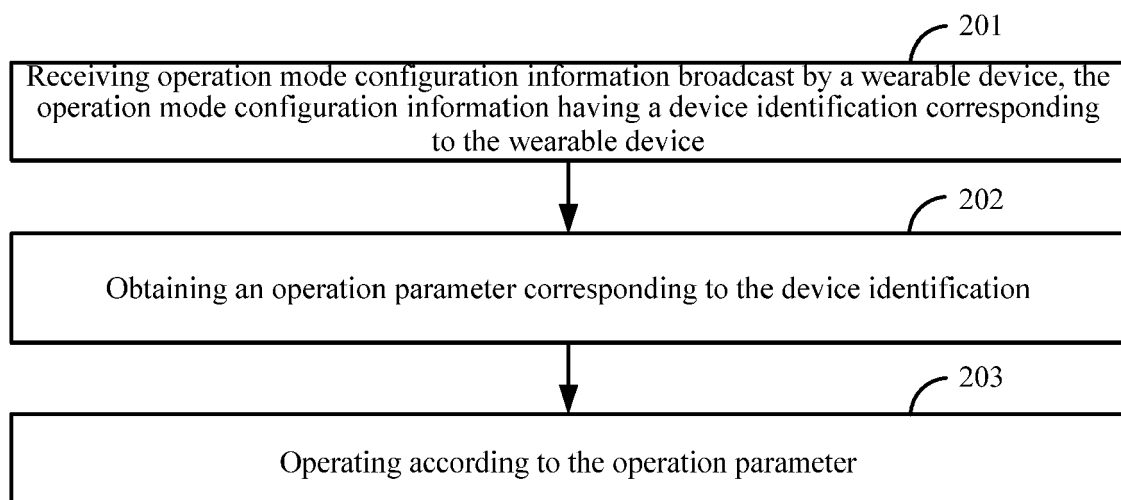 201
Receiving operation mode configuration information broadcast by a wearable device, the
operation mode configuration information having a device identification corresponding
to the wearable device
202
Obtaining an operation parameter corresponding to the device identification
203
Operating according to the operation parameter